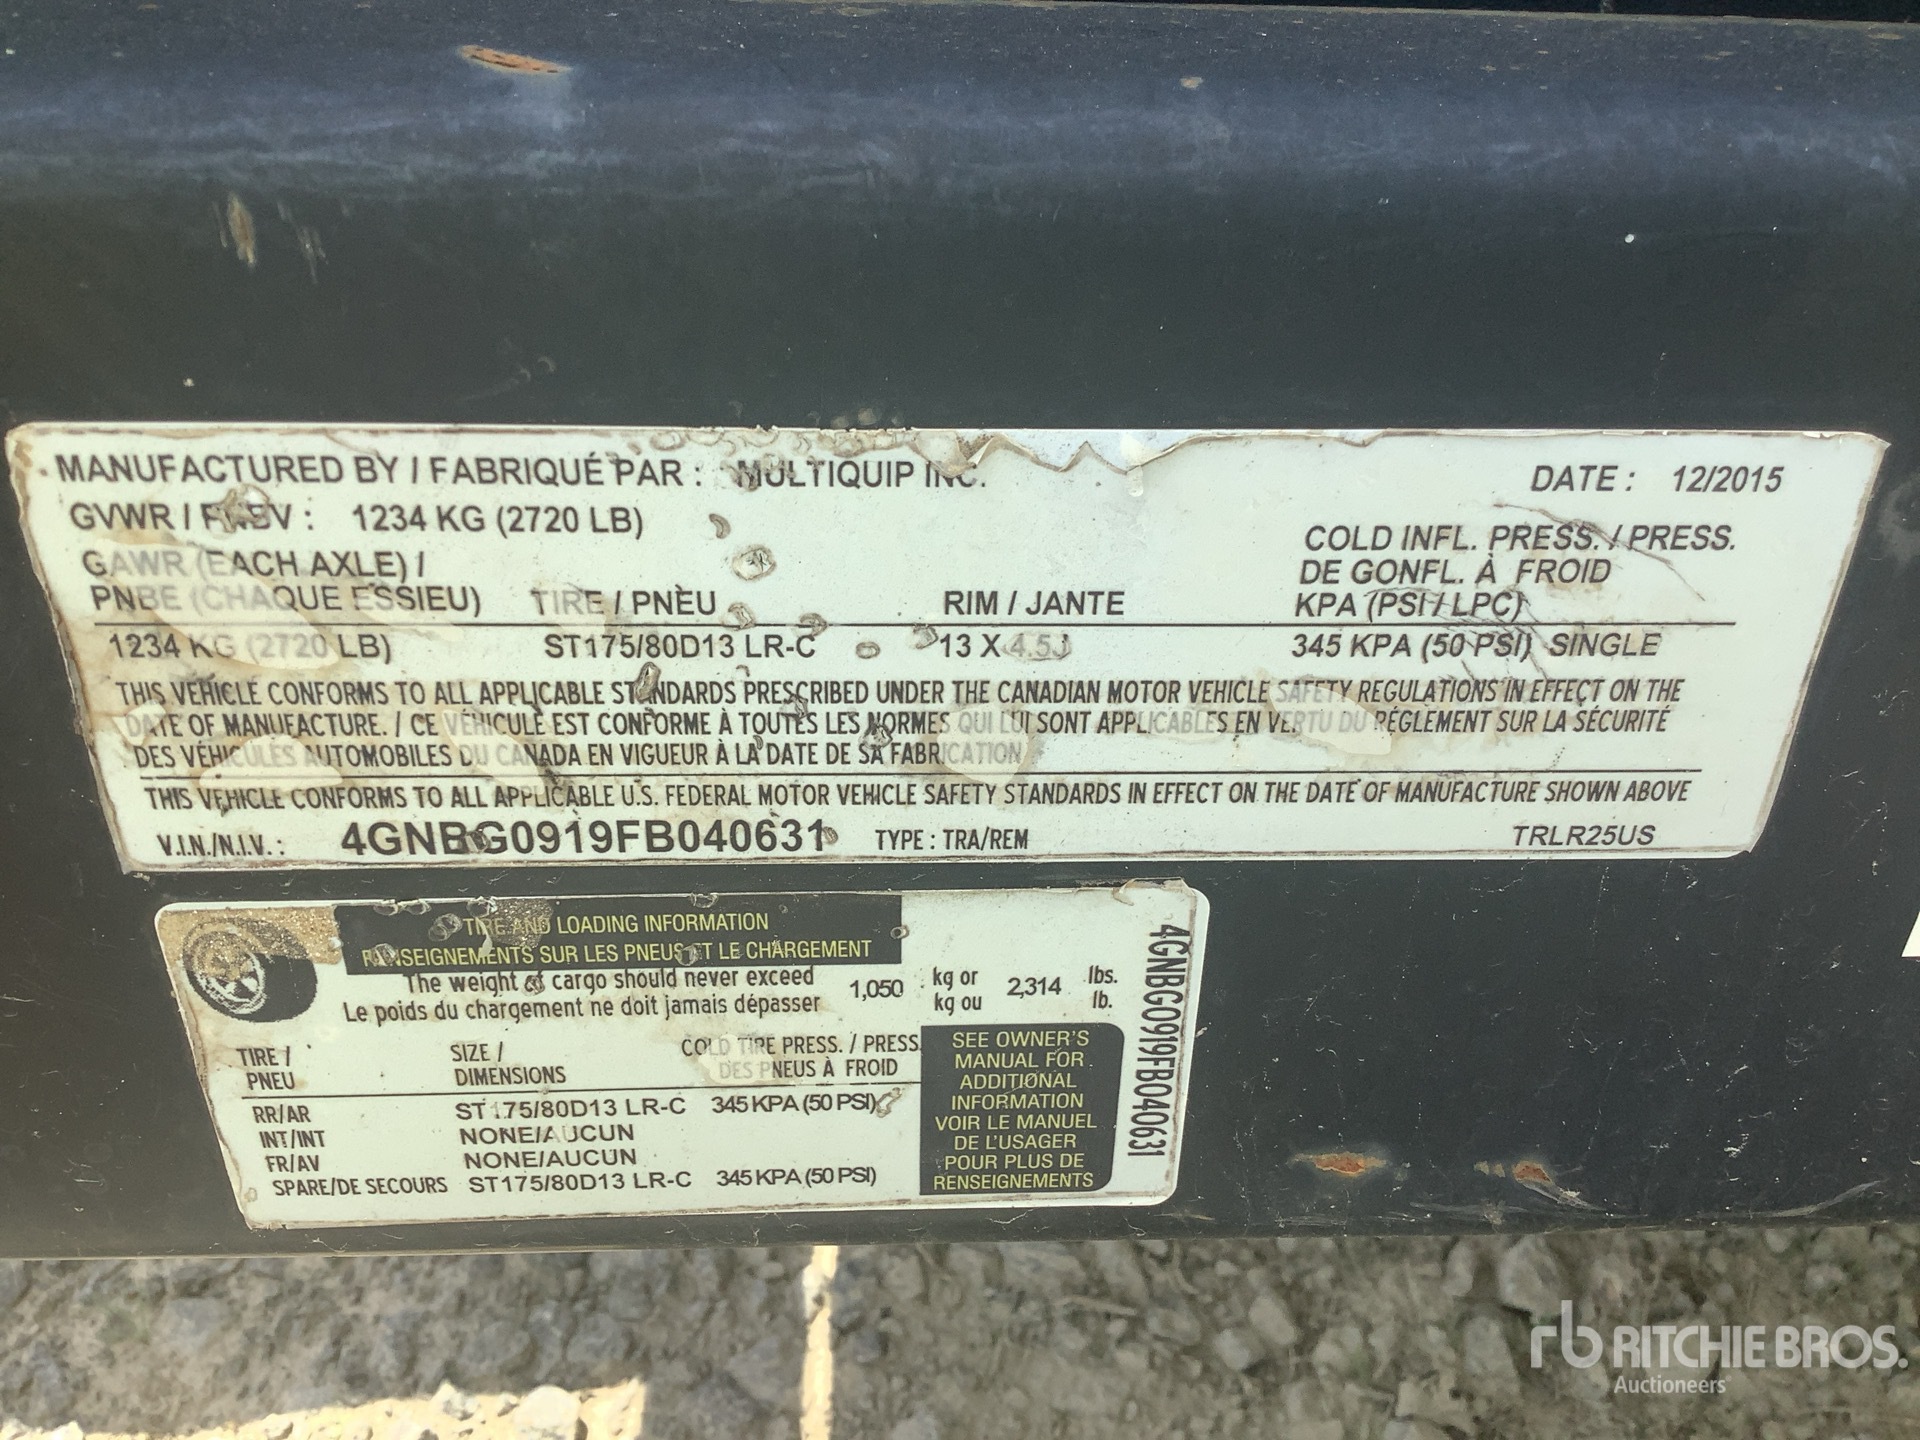 MANUFACTURED BY / FABRIQUÉ PAR : MULTIQUIP INC.
DATE : 12/2015
GVWR / PNBV : 1234 KG (2720 LB)
GAWR (EACH AXLE) /
PNBE (CHAQUE ESSIEU)
TIRE / PNEU
RIM / JANTE
COLD INFL. PRESS. / PRESS.
DE GONFL. À FROID
KPA (PSI / LPC)
1234 KG (2720 LB) ST175/80D13 LR-C 13 X 4.5J 345 KPA (50 PSI) SINGLE
THIS VEHICLE CONFORMS TO ALL APPLICABLE STANDARDS PRESCRIBED UNDER THE CANADIAN MOTOR VEHICLE SAFETY REGULATIONS IN EFFECT ON THE
DATE OF MANUFACTURE. / CE VÉHICULE EST CONFORME À TOUTES LES NORMES QUI LUI SONT APPLICABLES EN VERTU DU RÉGLEMENT SUR LA SÉCURITÉ
DES VÉHICULES AUTOMOBILES DU CANADA EN VIGUEUR À LA DATE DE SA FABRICATION
THIS VEHICLE CONFORMS TO ALL APPLICABLE U.S. FEDERAL MOTOR VEHICLE SAFETY STANDARDS IN EFFECT ON THE DATE OF MANUFACTURE SHOWN ABOVE
V.I.N./N.I.V. : 4GNBG0919FB040631 TYPE : TRA/REM TRLR25US
TIRE AND LOADING INFORMATION
RENSEIGNEMENTS SUR LES PNEUS ET LE CHARGEMENT
The weight of cargo should never exceed
Le poids du chargement ne doit jamais dépasser
1,050
kg or
kg ou
2,314
lbs.
lb.
TIRE /
PNEU
SIZE /
DIMENSIONS
COLD TIRE PRESS. / PRESS.
DES PNEUS À FROID
RR/AR ST175/80D13 LR-C 345 KPA (50 PSI)
INT/INT NONE/AUCUN
FR/AV NONE/AUCUN
SPARE/DE SECOURS ST175/80D13 LR-C 345 KPA (50 PSI)
SEE OWNER'S
MANUAL FOR
ADDITIONAL
INFORMATION
VOIR LE MANUEL
DE L'USAGER
POUR PLUS DE
RENSEIGNEMENTS
4GNBG0919FB040631
rb RITCHIE BROS.
Auctioneers